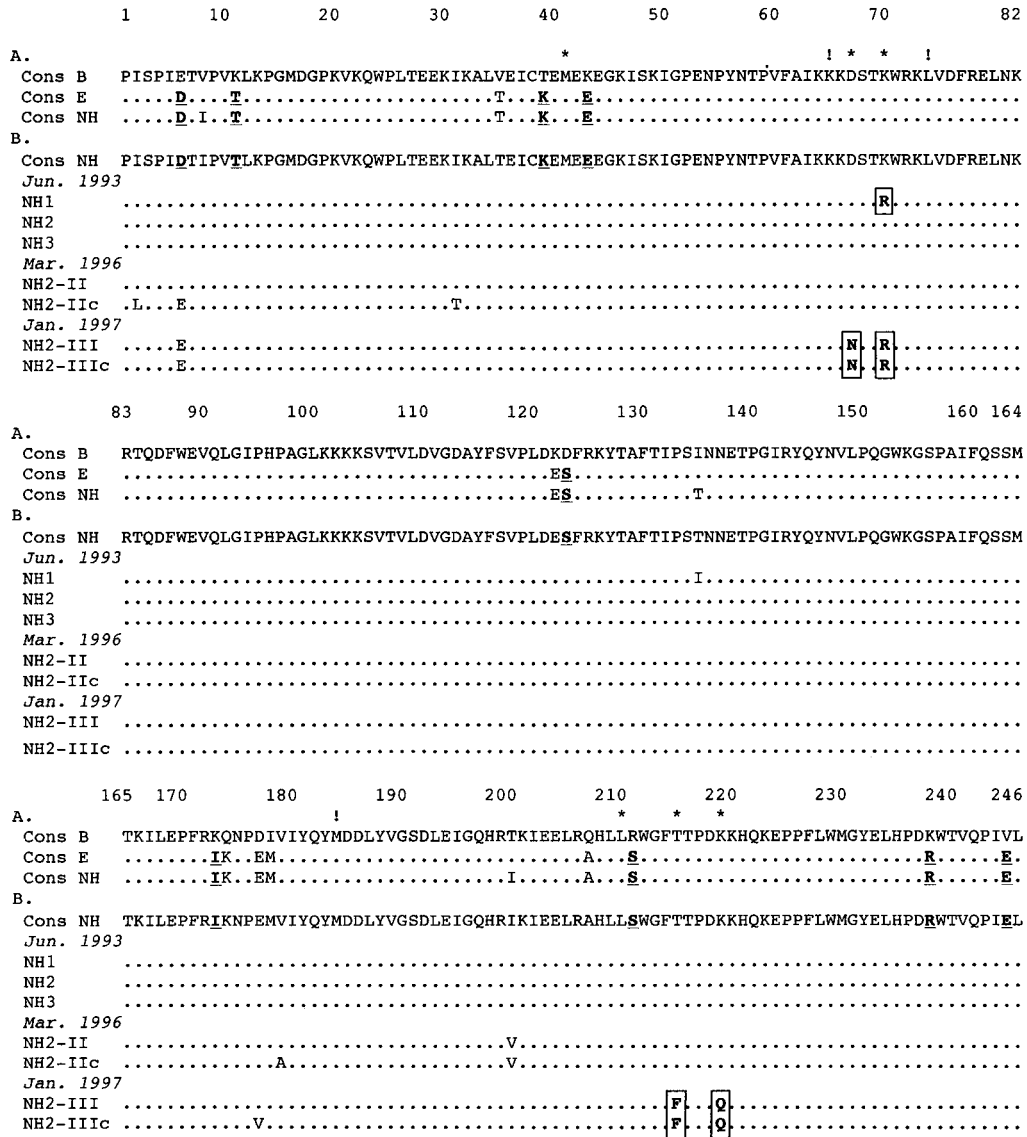 1 10 20 30 40 50 60 70 82
A. * ! * * !
Cons B PISPIETVPVKLKPGMDGPKVKQWPLTEEKIKALVEICTEMEKEGKISKIGPENPYNTPVFAIKKKDSTKWRKLVDFRELNK
Cons E .....D....T.......................T...K...E.......................................
Cons NH .....D.I..T.......................T...K...E.......................................
B.
Cons NH PISPIDTIPVTLKPGMDGPKVKQWPLTEEKIKALTEICKEMEEEGKISKIGPENPYNTPVFAIKKKDSTKWRKLVDFRELNK
Jun. 1993
NH1 .....................................................................R............
NH2 ..................................................................................
NH3 ..................................................................................
Mar. 1996
NH2-II ..................................................................................
NH2-IIc .L...E........................T...................................................
Jan. 1997
NH2-III .....E............................................................N..R............
NH2-IIIc .....E............................................................N..R............
83 90 100 110 120 130 140 150 160 164
A.
Cons B RTQDFWEVQLGIPHPAGLKKKKSVTVLDVGDAYFSVPLDKDFRKYTAFTIPSINNETPGIRYQYNVLPQGWKGSPAIFQSSM
Cons E .......................................ES.........................................
Cons NH .......................................ES...........T.............................
B.
Cons NH RTQDFWEVQLGIPHPAGLKKKKSVTVLDVGDAYFSVPLDESFRKYTAFTIPSTNNETPGIRYQYNVLPQGWKGSPAIFQSSM
Jun. 1993
NH1 ....................................................I.............................
NH2 ..................................................................................
NH3 ..................................................................................
Mar. 1996
NH2-II ..................................................................................
NH2-IIc ..................................................................................
Jan. 1997
NH2-III ..................................................................................
NH2-IIIc ..................................................................................
165 170 180 190 200 210 220 230 240 246
A. ! * * *
Cons B TKILEPFRKQNPDIVIYQYMDDLYVGSDLEIGQHRTKIEELRQHLLRWGFTTPDKKHQKEPPFLWMGYELHPDKWTVQPIVL
Cons E ........IK..EM............................A...S..........................R......E.
Cons NH ........IK..EM.....................I......A...S..........................R......E.
B.
Cons NH TKILEPFRIKNPEMVIYQYMDDLYVGSDLEIGQHRIKIEELRAHLLSWGFTTPDKKHQKEPPFLWMGYELHPDRWTVQPIEL
Jun. 1993
NH1 ..................................................................................
NH2 ..................................................................................
NH3 ..................................................................................
Mar. 1996
NH2-II ...................................V..............................................
NH2-IIc ..............A....................V..............................................
Jan. 1997
NH2-III ..................................................F...Q...........................
NH2-IIIc ............V.....................................F...Q...........................